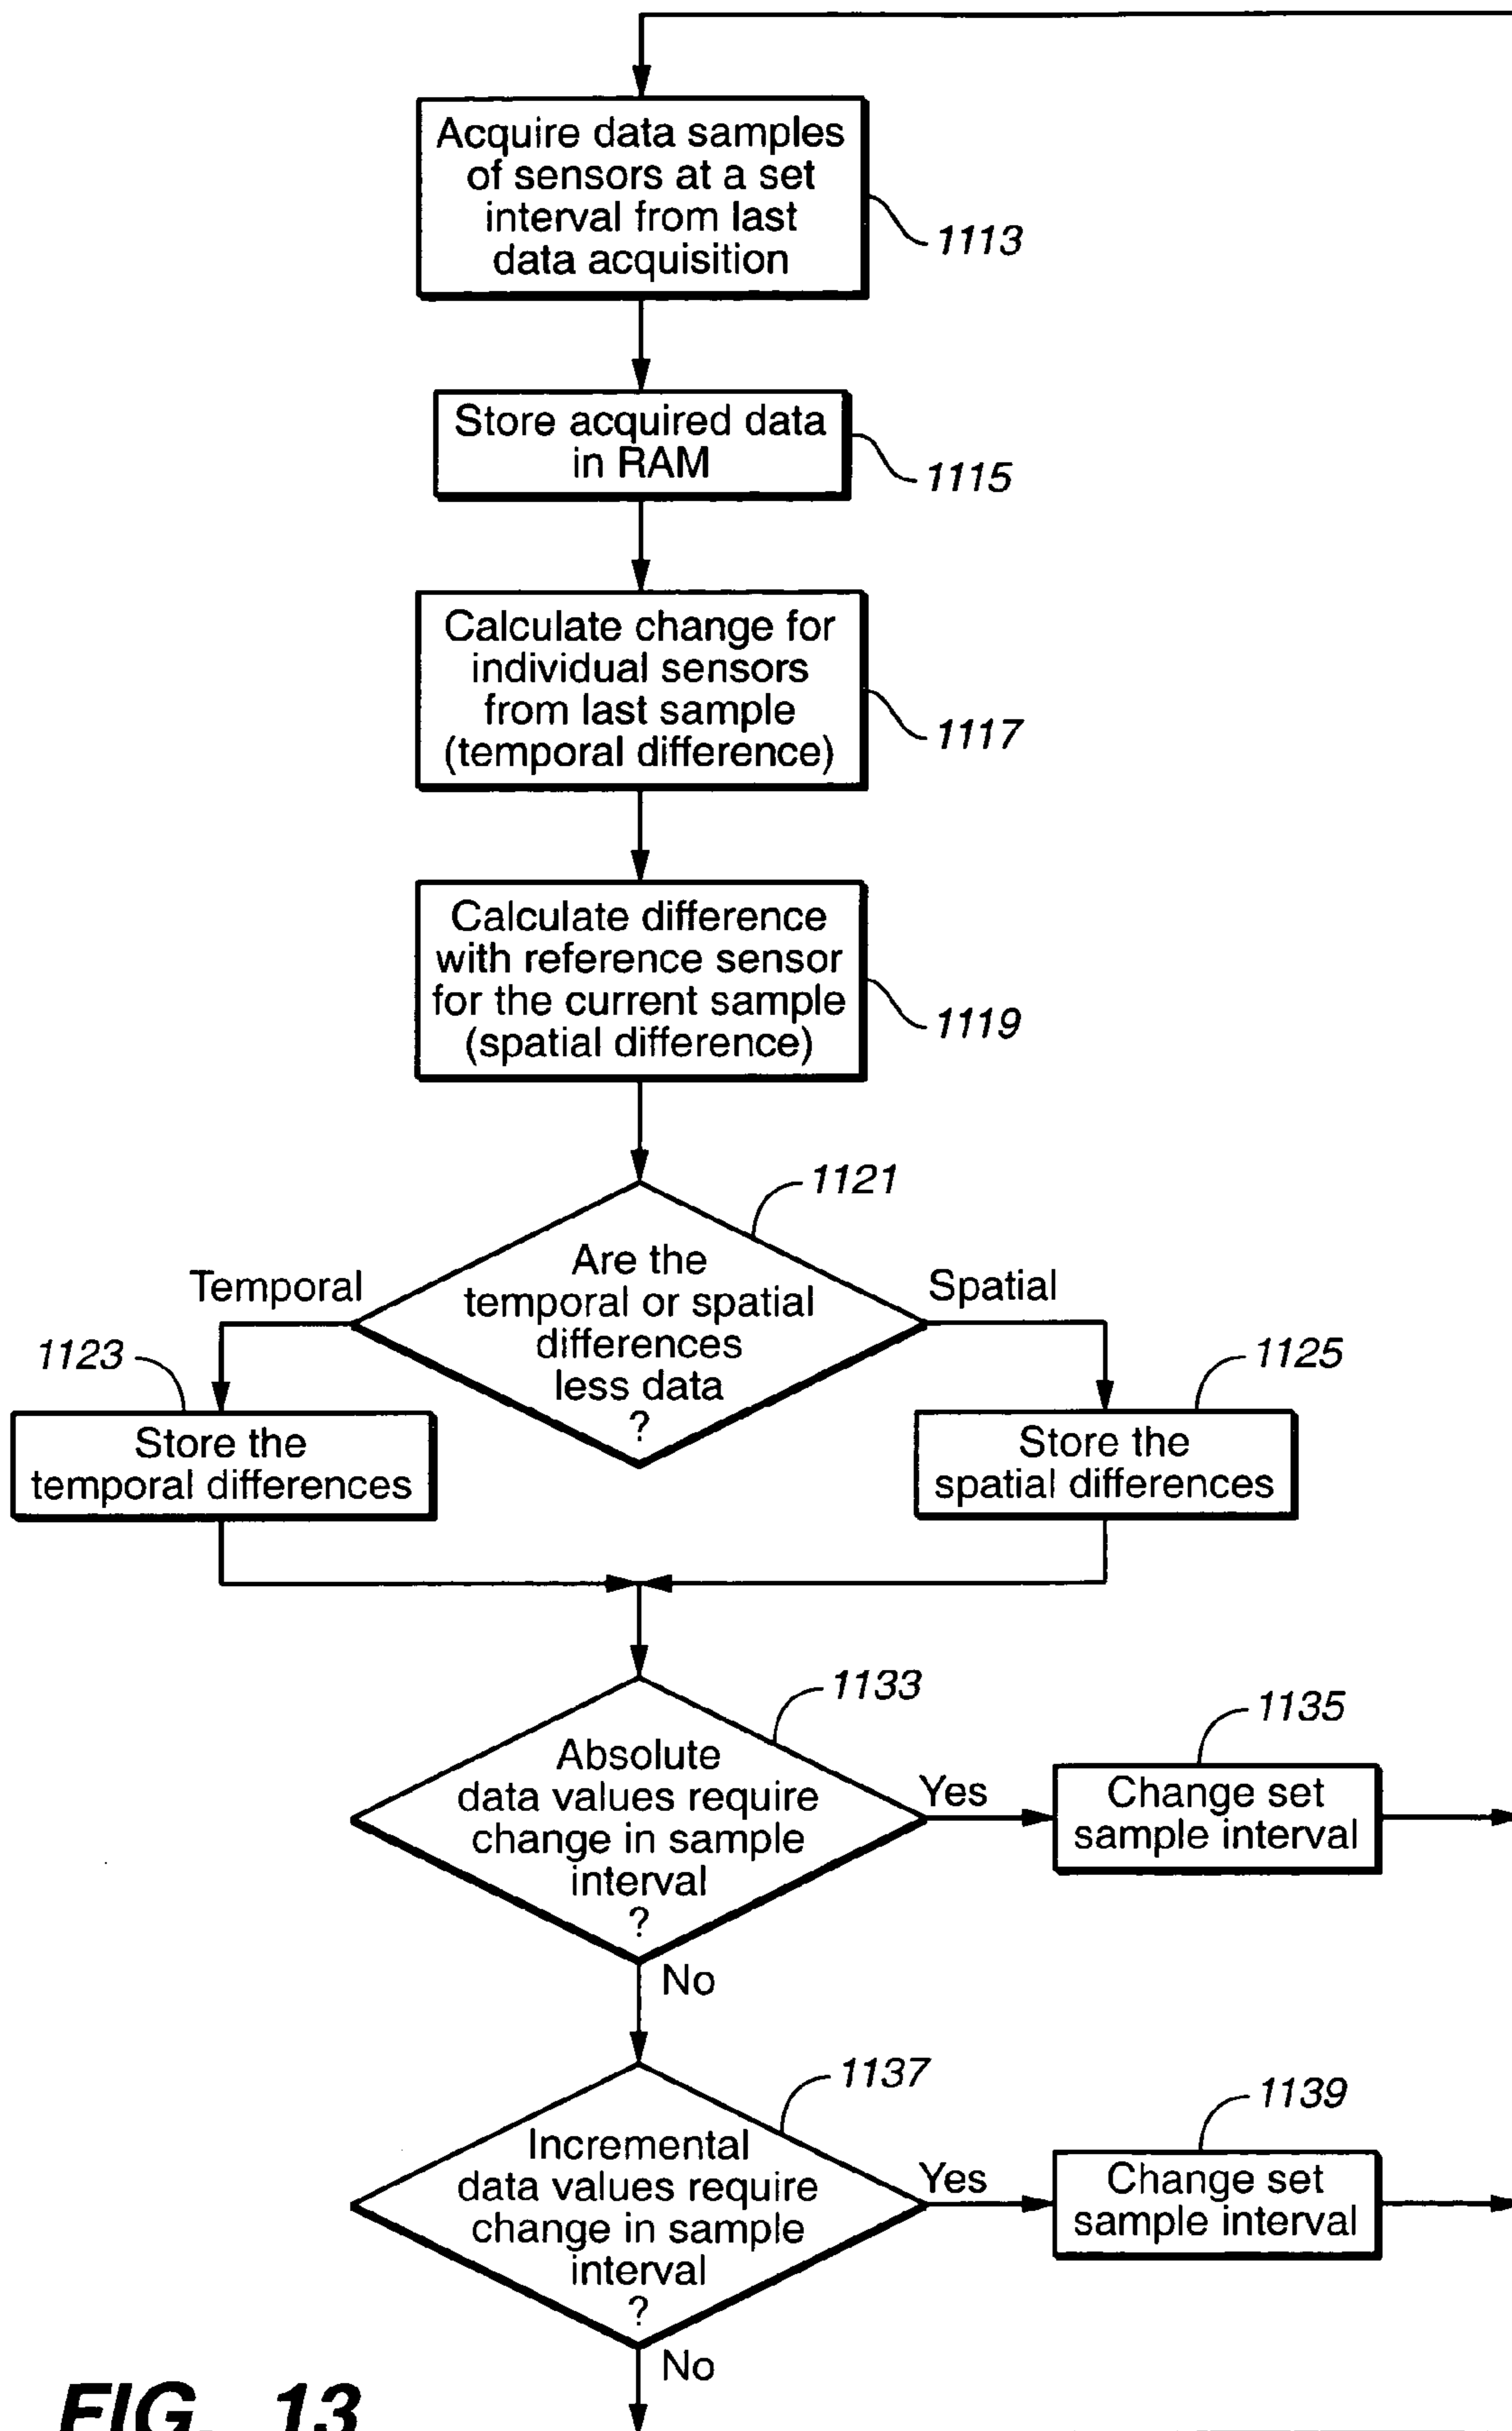 Acquire data samples
of sensors at a set
interval from last
data acquisition
1113
Store acquired data
in RAM
1115
Calculate change for
individual sensors
from last sample
(temporal difference)
1117
Calculate difference
with reference sensor
for the current sample
(spatial difference)
1119
1121
Are the
temporal or spatial
differences
less data
?
Temporal
Spatial
1123
Store the
temporal differences
1125
Store the
spatial differences
1133
Absolute
data values require
change in sample
interval
?
Yes
1135
Change set
sample interval
No
1137
Incremental
data values require
change in sample
interval
?
Yes
1139
Change set
sample interval
No
FIG. 13